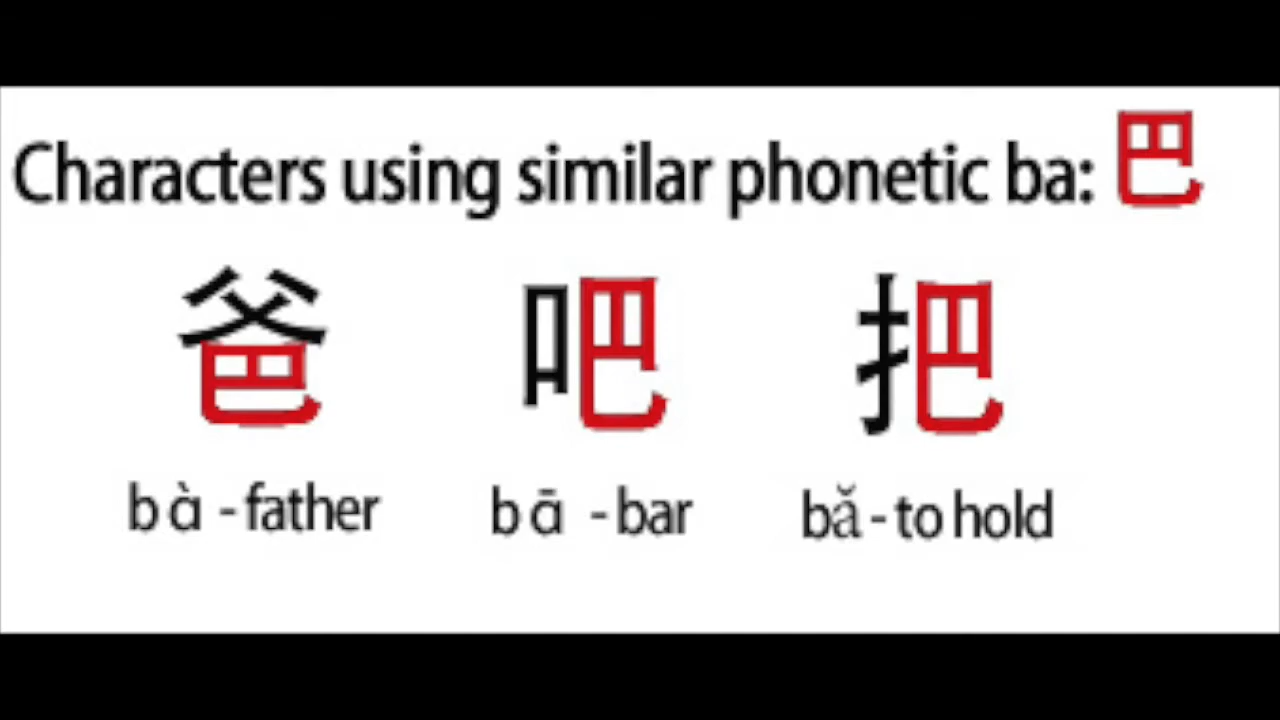 Characters using similar phonetic ba: 巴
爸 吧 把
bà - father bā - bar bǎ - to hold